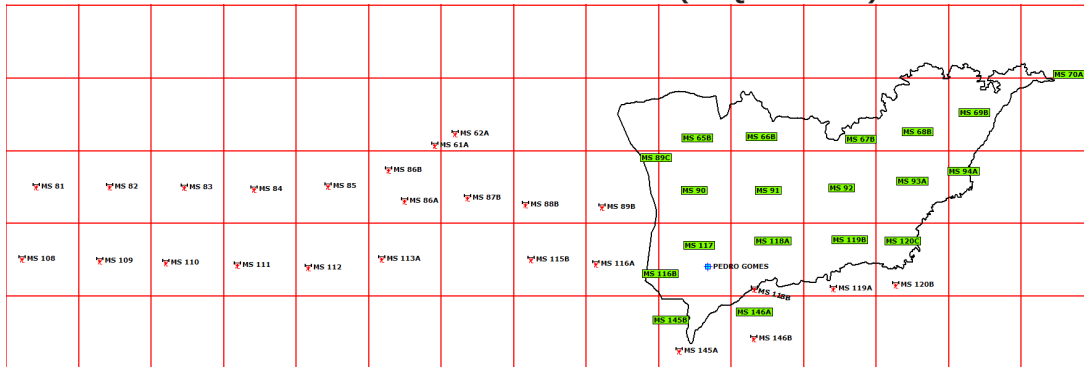 MS 70A
MS 69B
MS 62A
MS 68B
MS 65B
MS 66B
MS 67B
MS 61A
MS 89C
MS 86B
MS 94A
MS 81
MS 82
MS 83
MS 84
MS 85
MS 93A
MS 90
MS 91
MS 92
MS 86A
MS 87B
MS 88B
MS 89B
MS 117
MS 118A
MS 119B
MS 120C
MS 108
MS 109
MS 110
MS 111
MS 112
MS 113A
MS 115B
MS 116A
PEDRO GOMES
MS 116B
MS 118B
MS 119A
MS 120B
MS 145B
MS 146A
MS 146B
MS 145A